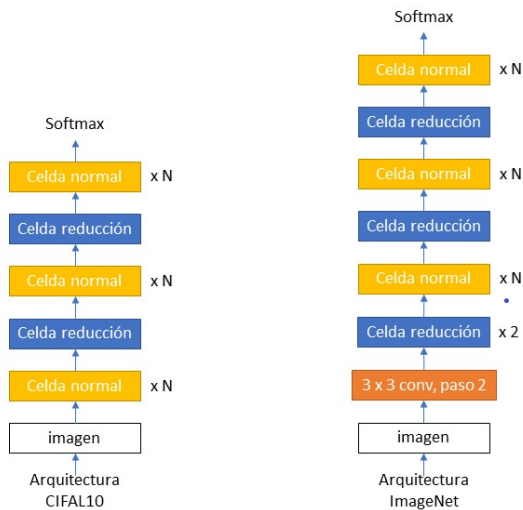 Softmax
Celda normal x N
Celda reducción
Celda normal x N
Celda reducción
Celda normal x N
imagen
Arquitectura
CIFAL10
Softmax
Celda normal x N
Celda reducción
Celda normal x N
Celda reducción
Celda normal x N
Celda reducción x 2
3 x 3 conv, paso 2
imagen
Arquitectura
ImageNet